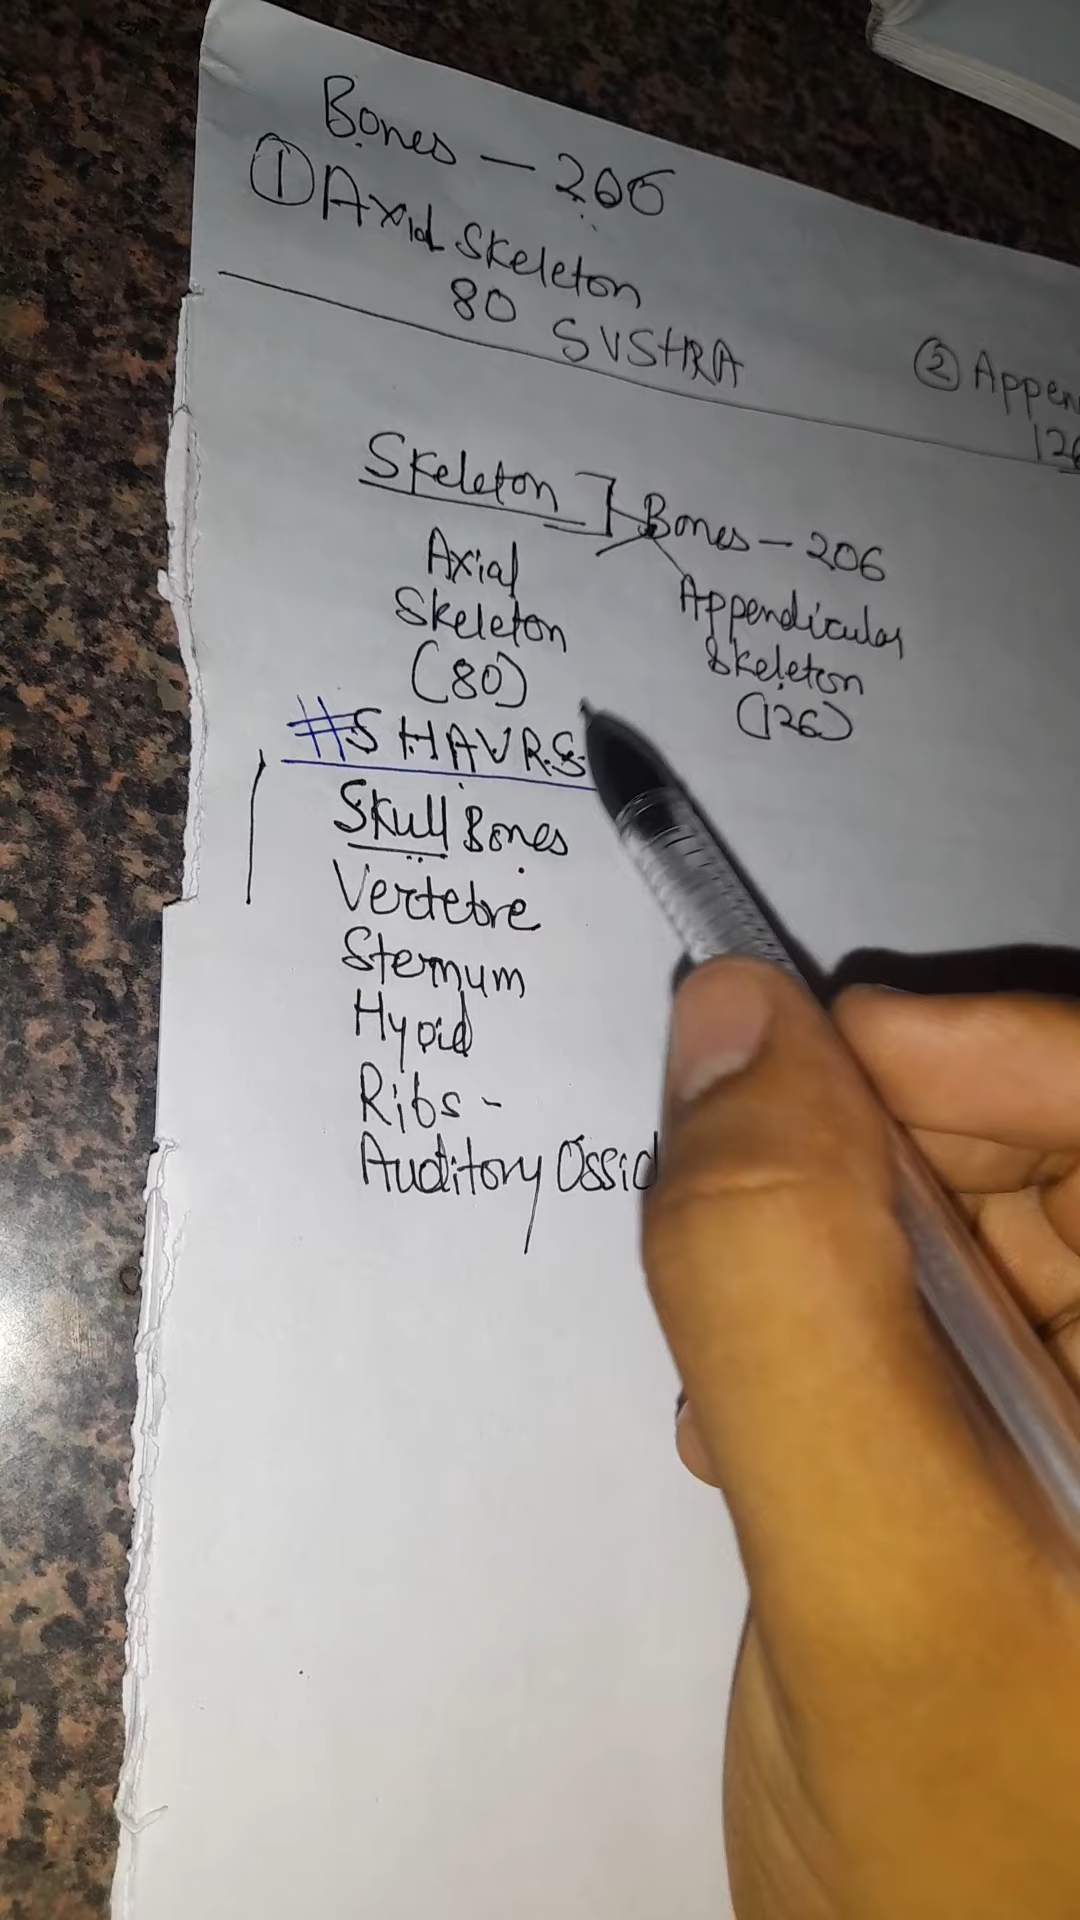 Bones - 206
① Axial Skeleton
80 SVSHRA
② Appen
126
Skeleton ] Bones - 206
Axial
Skeleton
(80)
Appendicular
Skeleton
(126)
#SHAVRS
Skull Bones
Vertebre
Sternum
Hyoid
Ribs -
Auditory Ossic